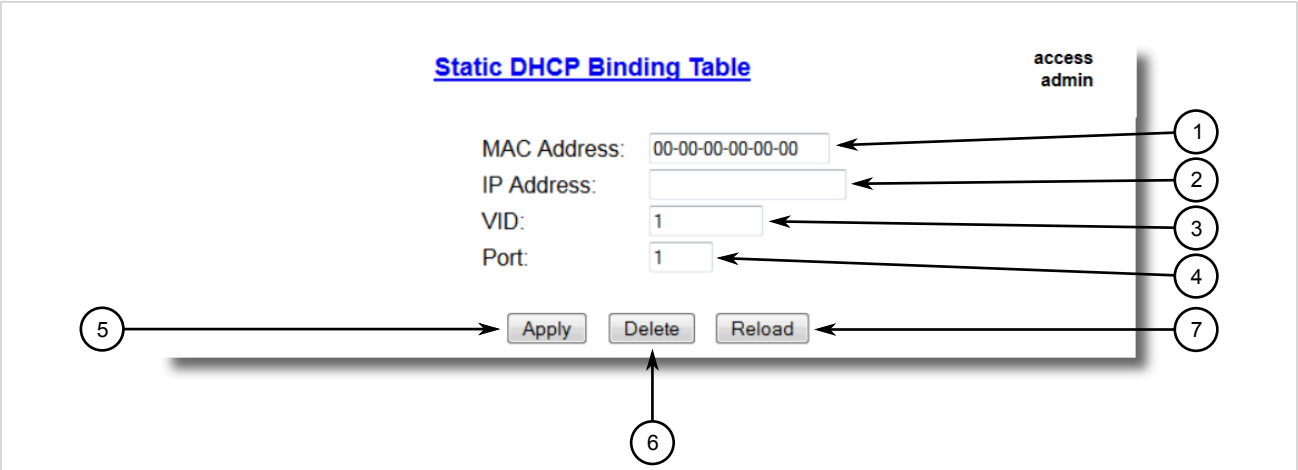 Static DHCP Binding Table
access
admin
MAC Address: 00-00-00-00-00-00
1
IP Address:
2
VID: 1
3
Port: 1
4
5
Apply Delete Reload
7
6